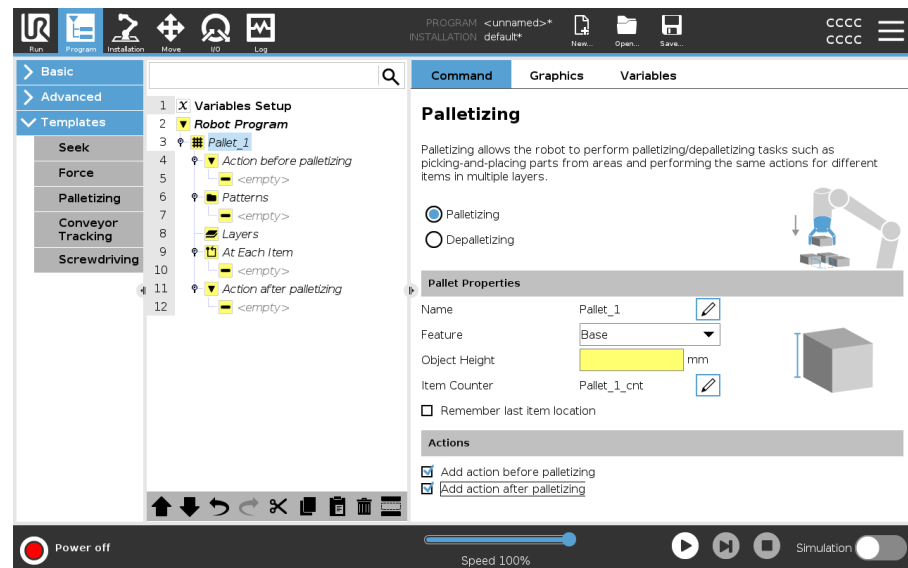 PROGRAM <unnamed>*
INSTALLATION default*
UR
Run
Program
Installation
Move
I/O
Log
New...
Open...
Save...
CCCC
CCCC
Basic
Advanced
Templates
Seek
Force
Palletizing
Conveyor
Tracking
Screwdriving
1 X Variables Setup
2 Robot Program
3 Pallet_1
4 Action before palletizing
5 <empty>
6 Patterns
7 <empty>
8 Layers
9 At Each Item
10 <empty>
11 Action after palletizing
12 <empty>
Command Graphics Variables
Palletizing
Palletizing allows the robot to perform palletizing/depalletizing tasks such as
picking-and-placing parts from areas and performing the same actions for different
items in multiple layers.
Palletizing
Depalletizing
Pallet Properties
Name Pallet_1
Feature Base
Object Height mm
Item Counter Pallet_1_cnt
Remember last item location
Actions
Add action before palletizing
Add action after palletizing
Power off
Speed 100%
Simulation